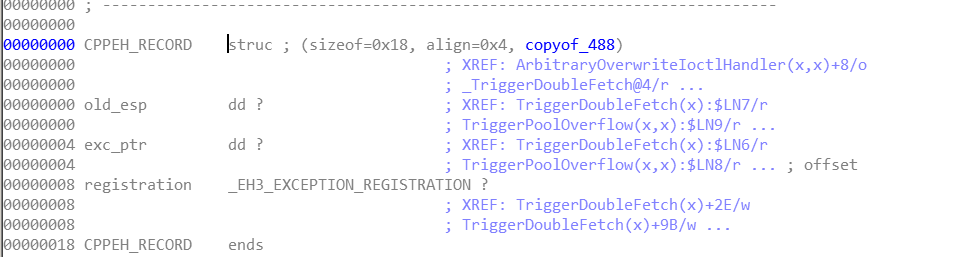 00000000 ; ---------------------------------------------------------------------------
00000000
00000000 CPPEH_RECORD    struc ; (sizeof=0x18, align=0x4, copyof_488)
00000000                                         ; XREF: ArbitraryOverwriteIoctlHandler(x,x)+8/o
00000000                                         ; _TriggerDoubleFetch@4/r ...
00000000 old_esp         dd ?                    ; XREF: TriggerDoubleFetch(x):$LN7/r
00000000                                         ; TriggerPoolOverflow(x,x):$LN9/r ...
00000004 exc_ptr         dd ?                    ; XREF: TriggerDoubleFetch(x):$LN6/r
00000004                                         ; TriggerPoolOverflow(x,x):$LN8/r ... ; offset
00000008 registration    _EH3_EXCEPTION_REGISTRATION ?
00000008                                         ; XREF: TriggerDoubleFetch(x)+2E/w
00000008                                         ; TriggerDoubleFetch(x)+9B/w ...
00000018 CPPEH_RECORD    ends